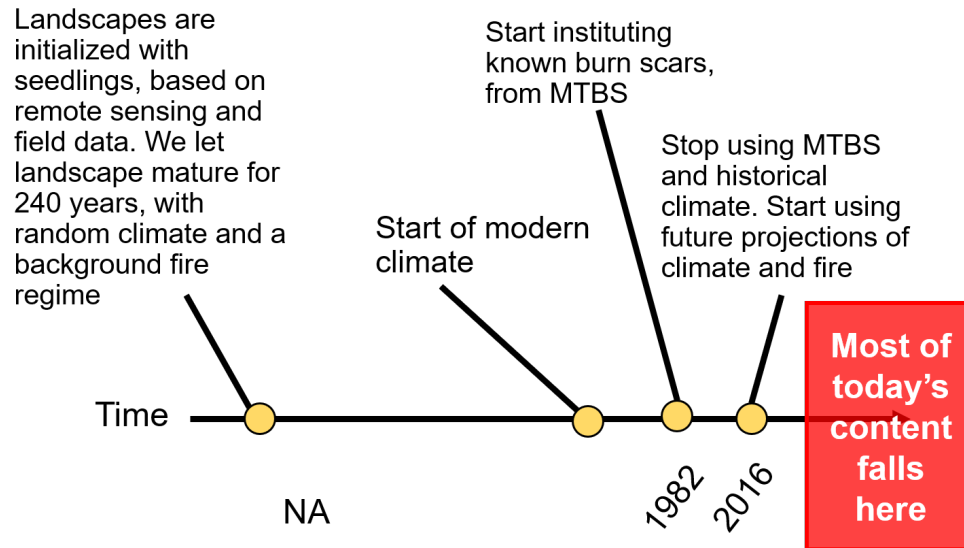 Landscapes are
initialized with
seedlings, based on
remote sensing and
field data. We let
landscape mature for
240 years, with
random climate and a
background fire
regime
Start of modern
climate
Start instituting
known burn scars,
from MTBS
Stop using MTBS
and historical
climate. Start using
future projections of
climate and fire
Most of
today’s
content
falls
here
Time
NA
1982
2016